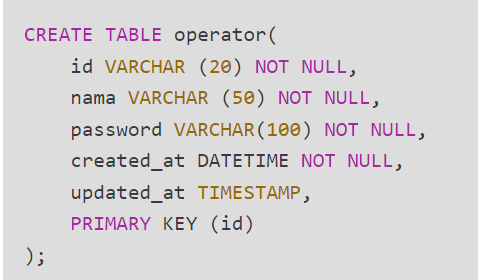 CREATE TABLE operator(
    id VARCHAR (20) NOT NULL,
    nama VARCHAR (50) NOT NULL,
    password VARCHAR(100) NOT NULL,
    created_at DATETIME NOT NULL,
    updated_at TIMESTAMP,
    PRIMARY KEY (id)
);